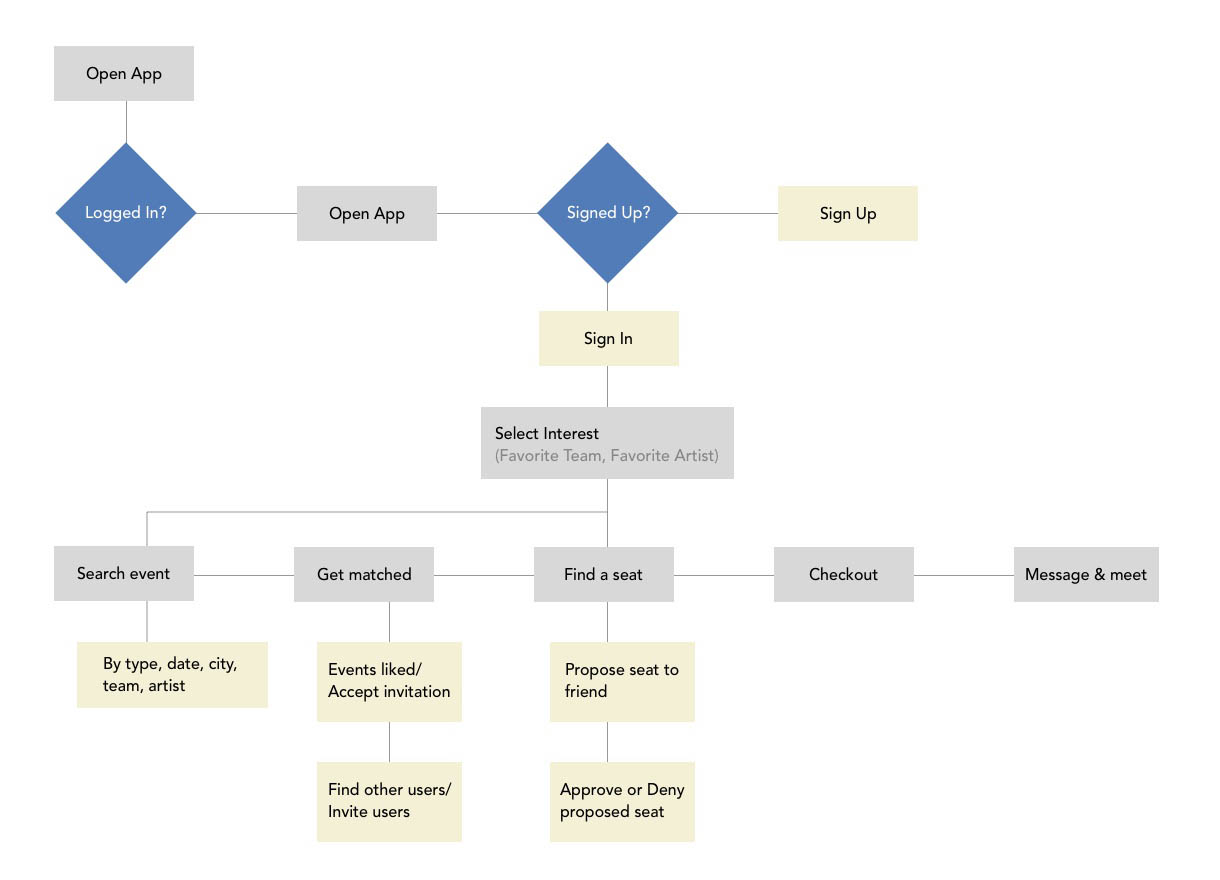 Open App
Logged In?
Open App
Signed Up?
Sign Up
Sign In
Select Interest
(Favorite Team, Favorite Artist)
Search event
Get matched
Find a seat
Checkout
Message & meet
By type, date, city,
team, artist
Events liked/
Accept invitation
Propose seat to
friend
Find other users/
Invite users
Approve or Deny
proposed seat